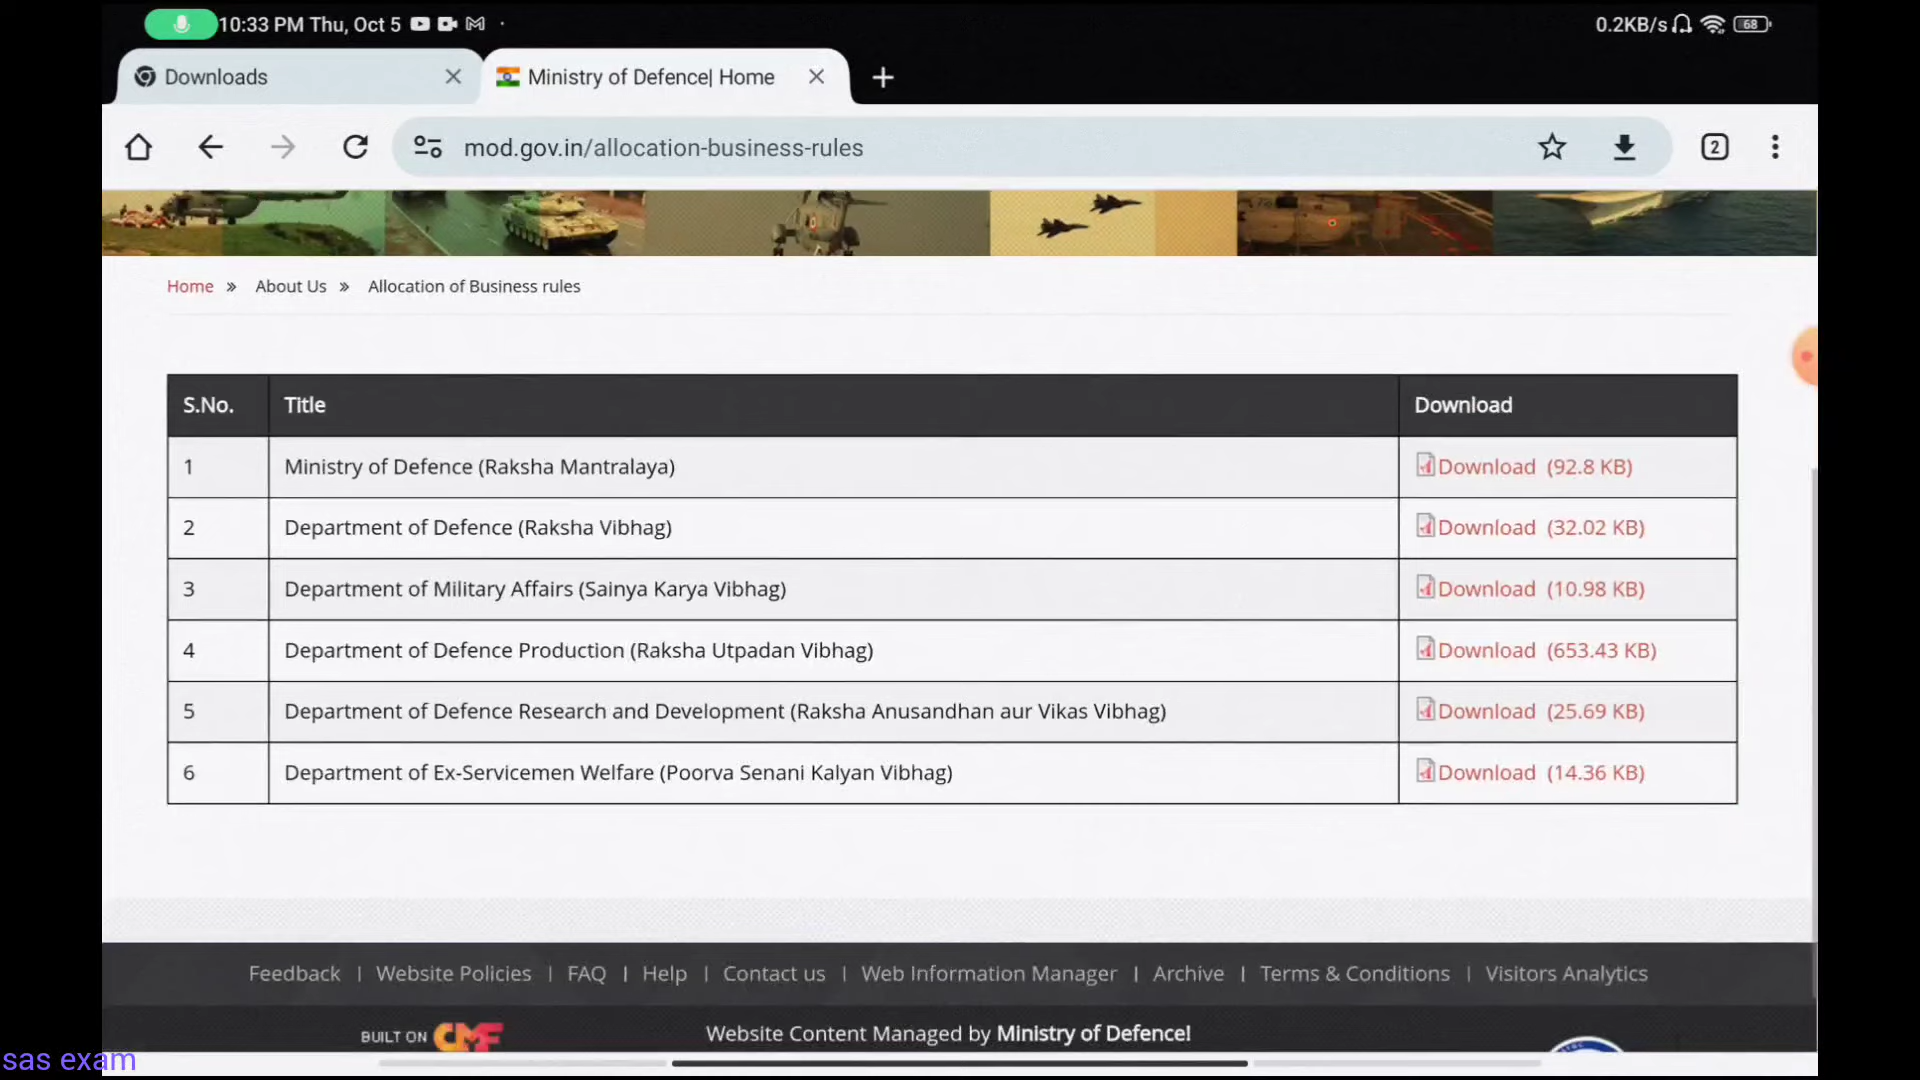 10:33 PM Thu, Oct 5
0.2KB/s 68
Downloads
Ministry of Defence| Home
mod.gov.in/allocation-business-rules
2
Home » About Us » Allocation of Business rules
S.No. Title Download
1 Ministry of Defence (Raksha Mantralaya) Download (92.8 KB)
2 Department of Defence (Raksha Vibhag) Download (32.02 KB)
3 Department of Military Affairs (Sainya Karya Vibhag) Download (10.98 KB)
4 Department of Defence Production (Raksha Utpadan Vibhag) Download (653.43 KB)
5 Department of Defence Research and Development (Raksha Anusandhan aur Vikas Vibhag) Download (25.69 KB)
6 Department of Ex-Servicemen Welfare (Poorva Senani Kalyan Vibhag) Download (14.36 KB)
Feedback | Website Policies | FAQ | Help | Contact us | Web Information Manager | Archive | Terms & Conditions | Visitors Analytics
BUILT ON CMF
Website Content Managed by Ministry of Defence!
sas exam